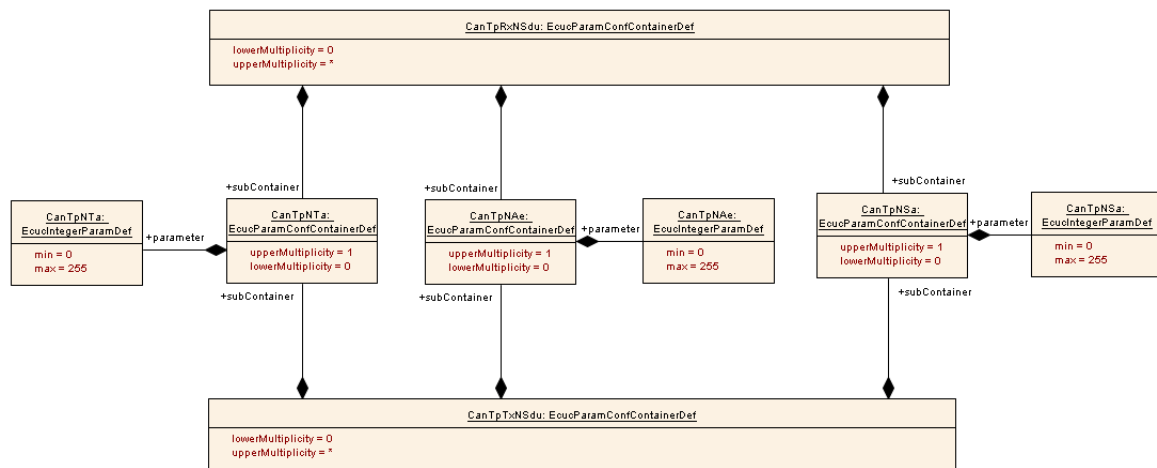 CanTpRxNSdu: EcucParamConfContainerDef
lowerMultiplicity = 0
upperMultiplicity = *
+subContainer
+subContainer
+subContainer
CanTpNTa:
EcucIntegerParamDef
min = 0
max = 255
+parameter
CanTpNTa:
EcucParamConfContainerDef
upperMultiplicity = 1
lowerMultiplicity = 0
CanTpNAe:
EcucParamConfContainerDef
upperMultiplicity = 1
lowerMultiplicity = 0
+parameter
CanTpNAe:
EcucIntegerParamDef
min = 0
max = 255
CanTpNSa:
EcucParamConfContainerDef
upperMultiplicity = 1
lowerMultiplicity = 0
+parameter
CanTpNSa:
EcucIntegerParamDef
min = 0
max = 255
+subContainer
+subContainer
+subContainer
CanTpTxNSdu: EcucParamConfContainerDef
lowerMultiplicity = 0
upperMultiplicity = *